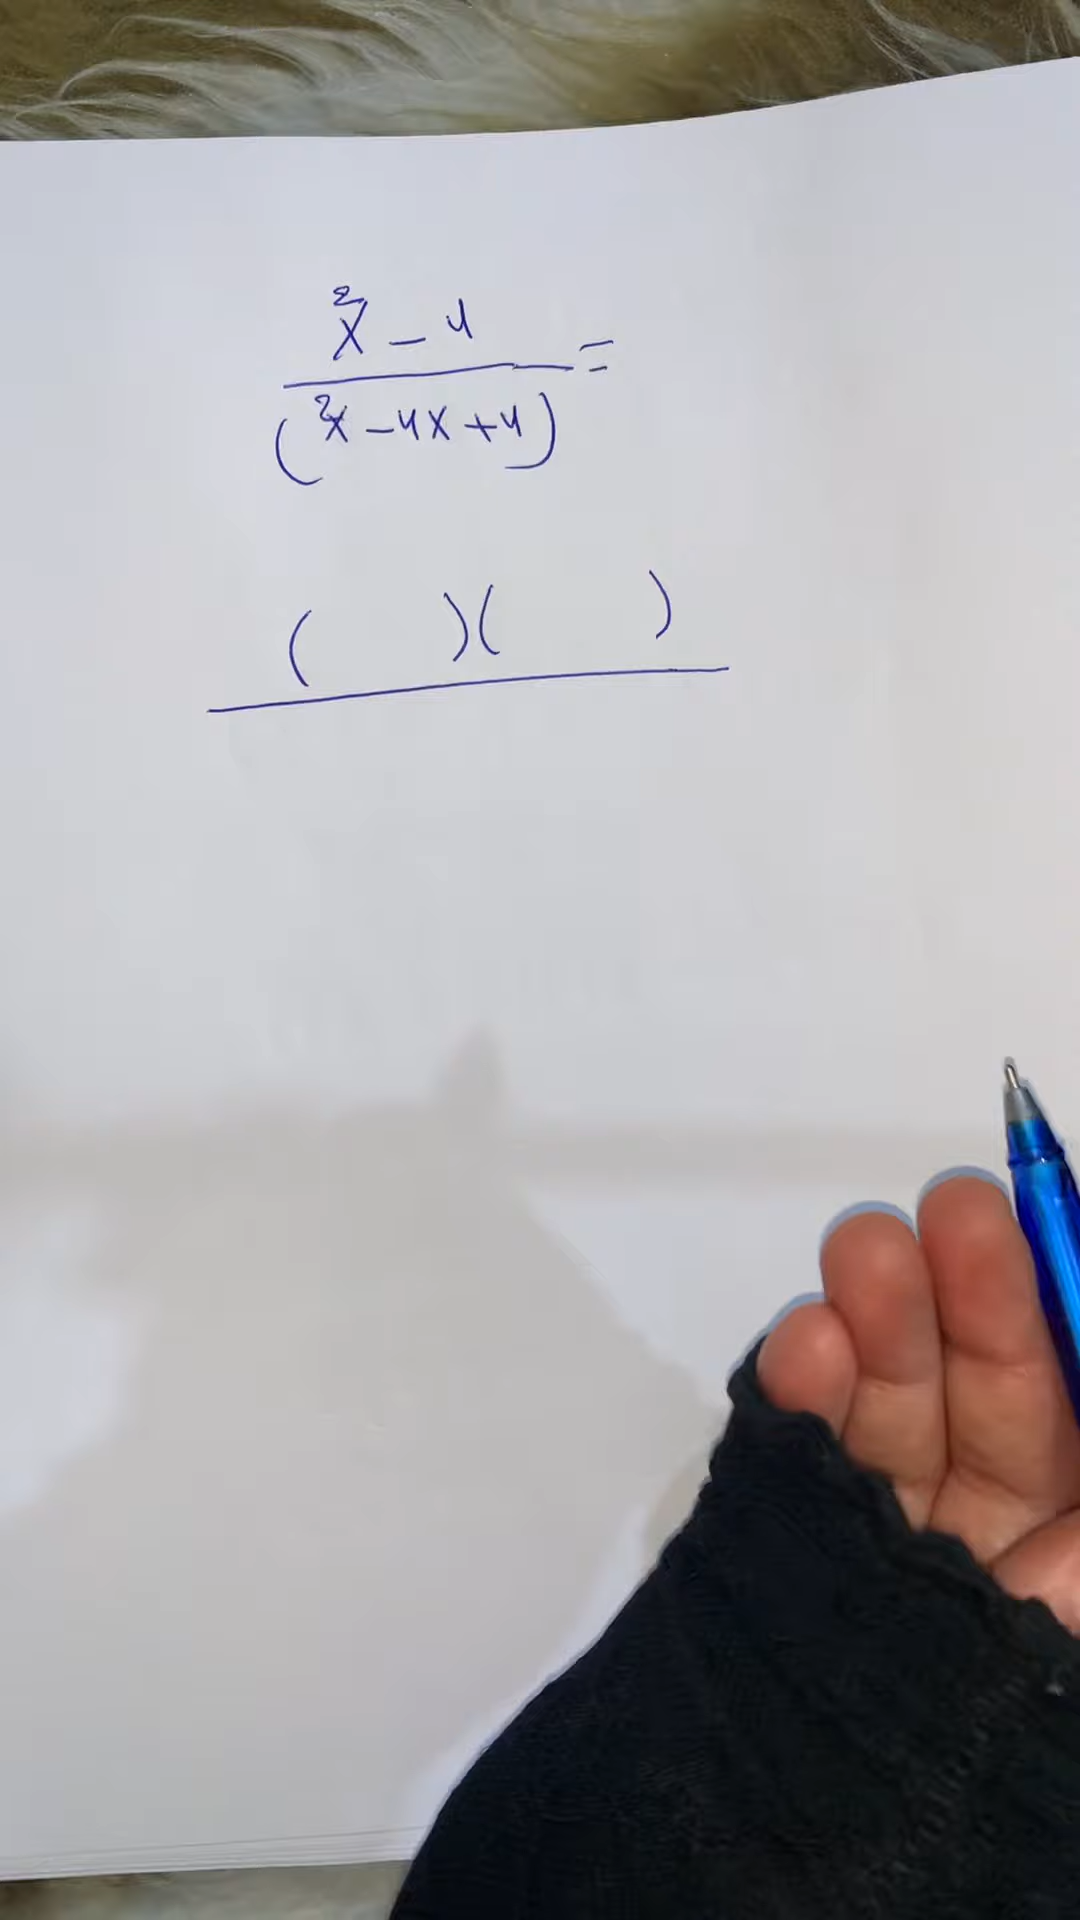 x² - 4 =
(x² - 4x + 4)
( )( )